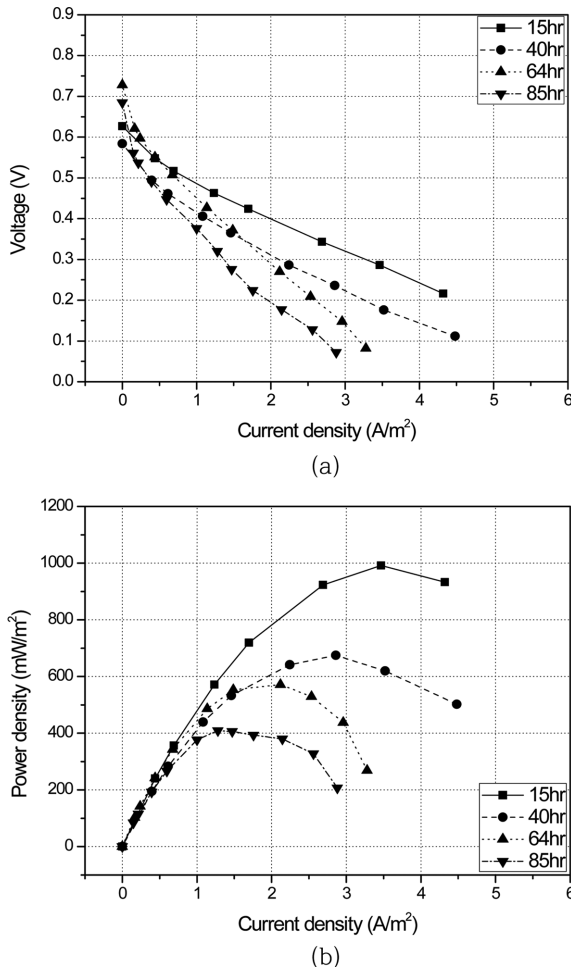 0.9
0.8
0.7
0.6
0.5
0.4
0.3
0.2
0.1
0.0
Voltage (V)
15hr
40hr
64hr
85hr
0 1 2 3 4 5 6
Current density (A/m²)
(a)
1200
1000
800
600
400
200
0
Power density (mW/m²)
15hr
40hr
64hr
85hr
0 1 2 3 4 5 6
Current density (A/m²)
(b)